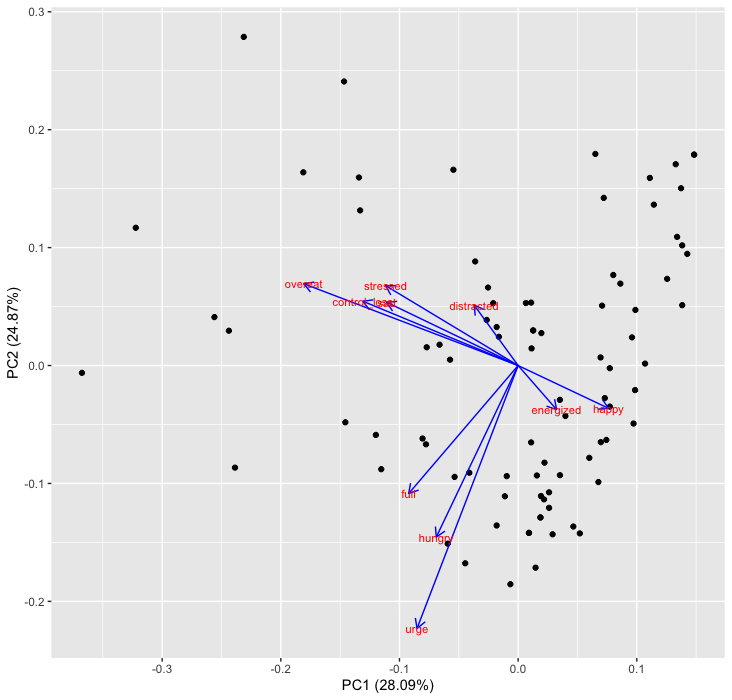 0.3
0.2
0.1
0.0
-0.1
-0.2
PC2 (24.87%)
overeat
stressed
control_loss
distracted
energized
happy
full
hungry
urge
-0.3
-0.2
-0.1
0.0
0.1
PC1 (28.09%)